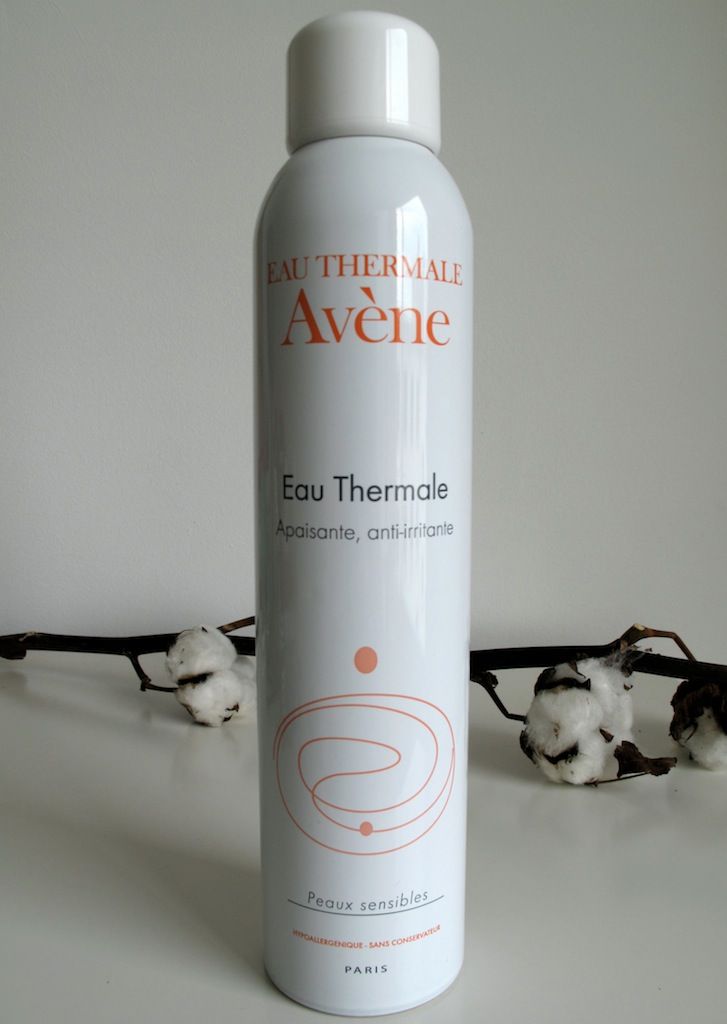 EAU THERMALE
Avène
Eau Thermale
Apaisante, anti-irritante
Peaux sensibles
HYPOALLERGENIQUE - SANS CONSERVATEUR
PARIS